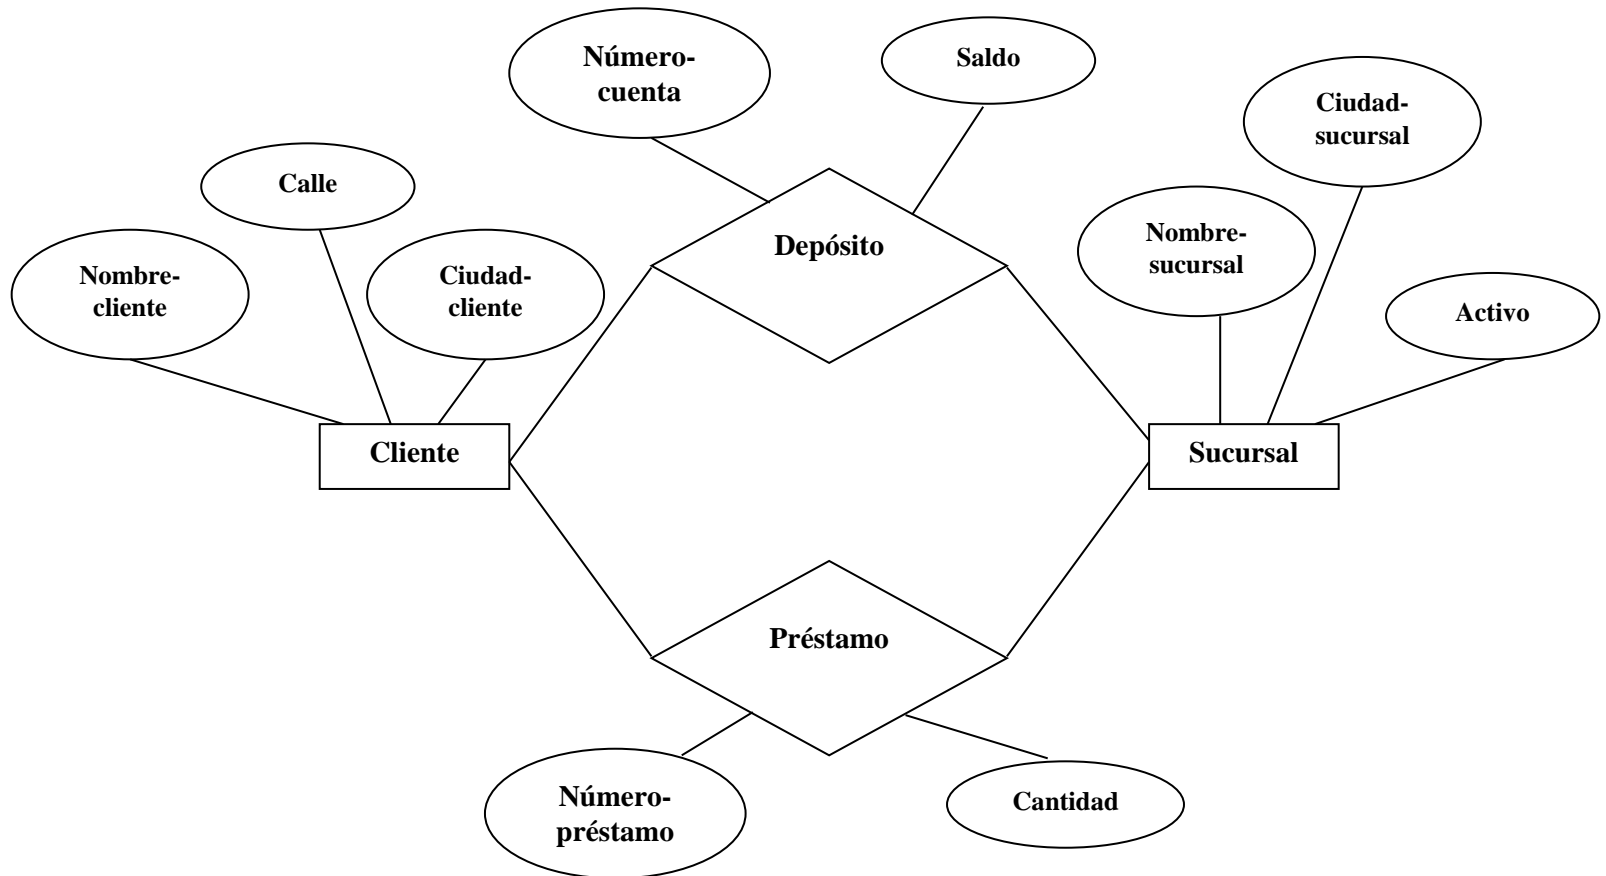 Número-
cuenta
Saldo
Ciudad-
sucursal
Calle
Nombre-
sucursal
Depósito
Nombre-
cliente
Ciudad-
cliente
Activo
Cliente
Sucursal
Préstamo
Número-
préstamo
Cantidad